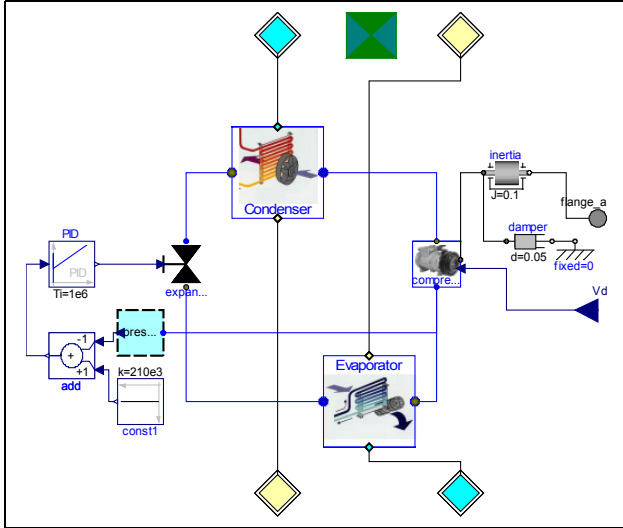 Condenser
inertia
J=0.1
flange_a
damper
d=0.05
fixed=0
PID
PID
Ti=1e6
expan...
compre...
Vd
pres...
-1
+
+1
add
k=210e3
const1
Evaporator